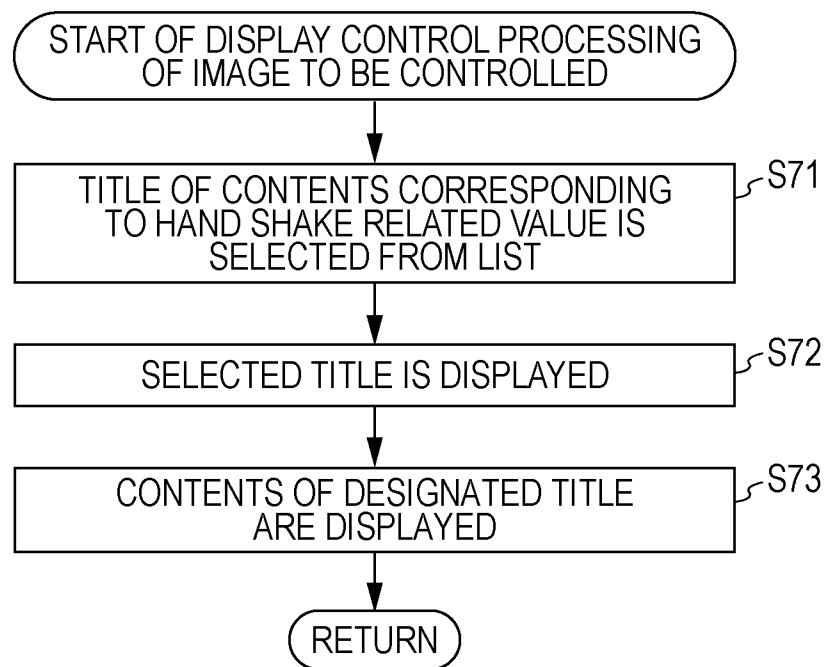 START OF DISPLAY CONTROL PROCESSING
OF IMAGE TO BE CONTROLLED
TITLE OF CONTENTS CORRESPONDING
TO HAND SHAKE RELATED VALUE IS
SELECTED FROM LIST
S71
SELECTED TITLE IS DISPLAYED
S72
CONTENTS OF DESIGNATED TITLE
ARE DISPLAYED
S73
RETURN